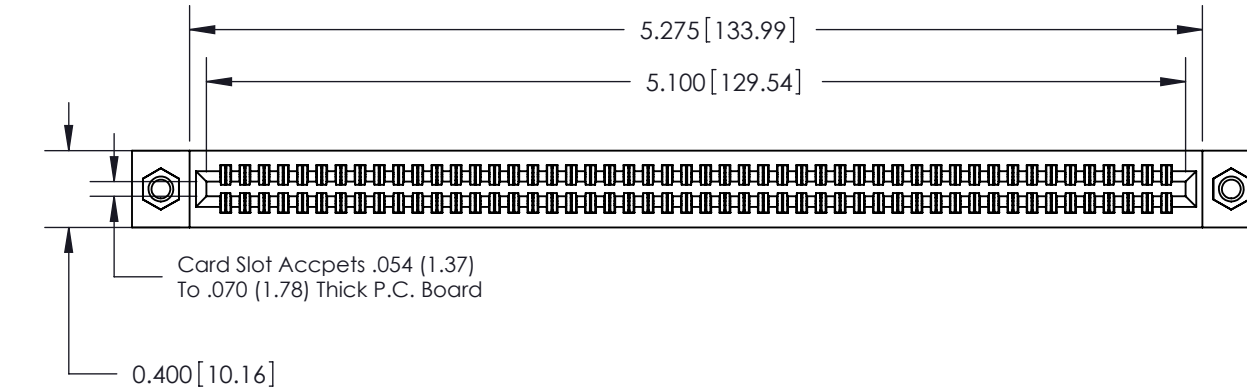 5.275[133.99]
5.100[129.54]
Card Slot Accpets .054 (1.37)
To .070 (1.78) Thick P.C. Board
0.400[10.16]